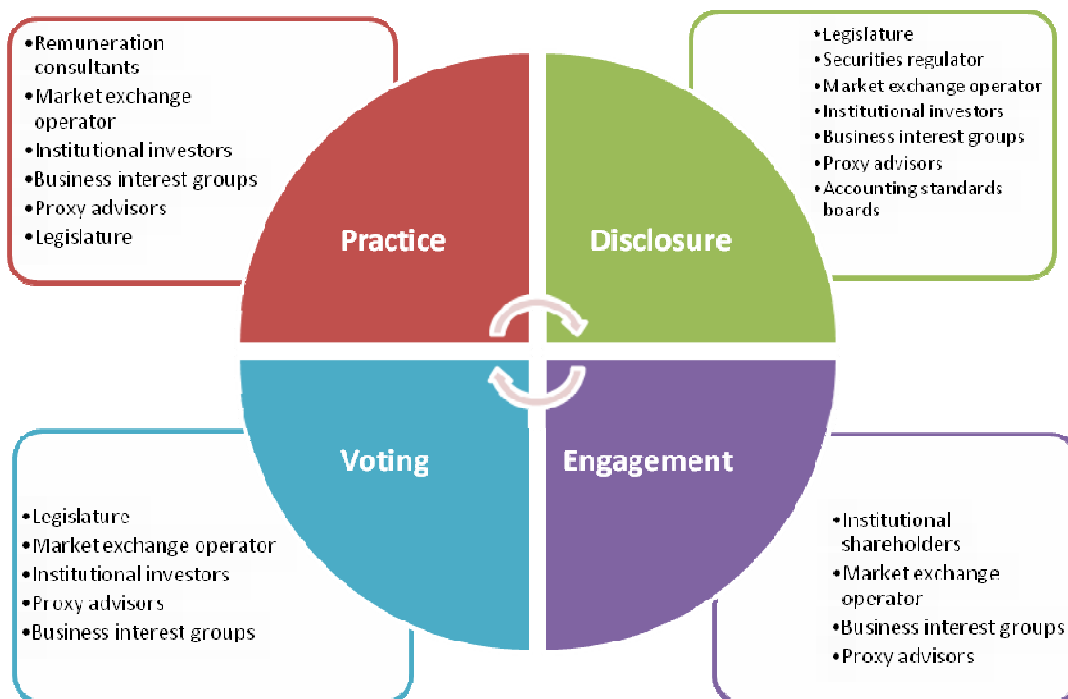 •Remuneration
consultants
•Market exchange
operator
•Institutional investors
•Business interest groups
•Proxy advisors
•Legislature
Practice
•Legislature
•Securities regulator
•Market exchange operator
•Institutional investors
•Business interest groups
•Proxy advisors
•Accounting standards
boards
Disclosure
Voting
•Legislature
•Market exchange operator
•Institutional investors
•Proxy advisors
•Business interest groups
Engagement
•Institutional
shareholders
•Market exchange
operator
•Business interest groups
•Proxy advisors